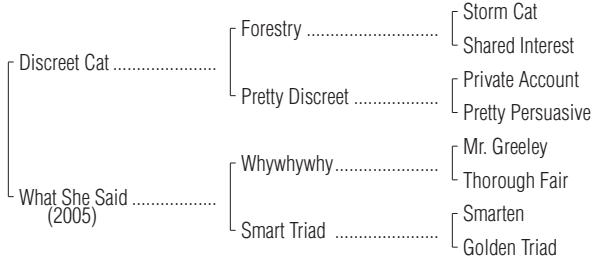 Storm Cat
Forestry ..............................
Shared Interest
Discreet Cat ......................
Private Account
Pretty Discreet ...................
Pretty Persuasive
Mr. Greeley
Whywhywhy .......................
Thorough Fair
What She Said ..................
(2005)
Smarten
Smart Triad .......................
Golden Triad